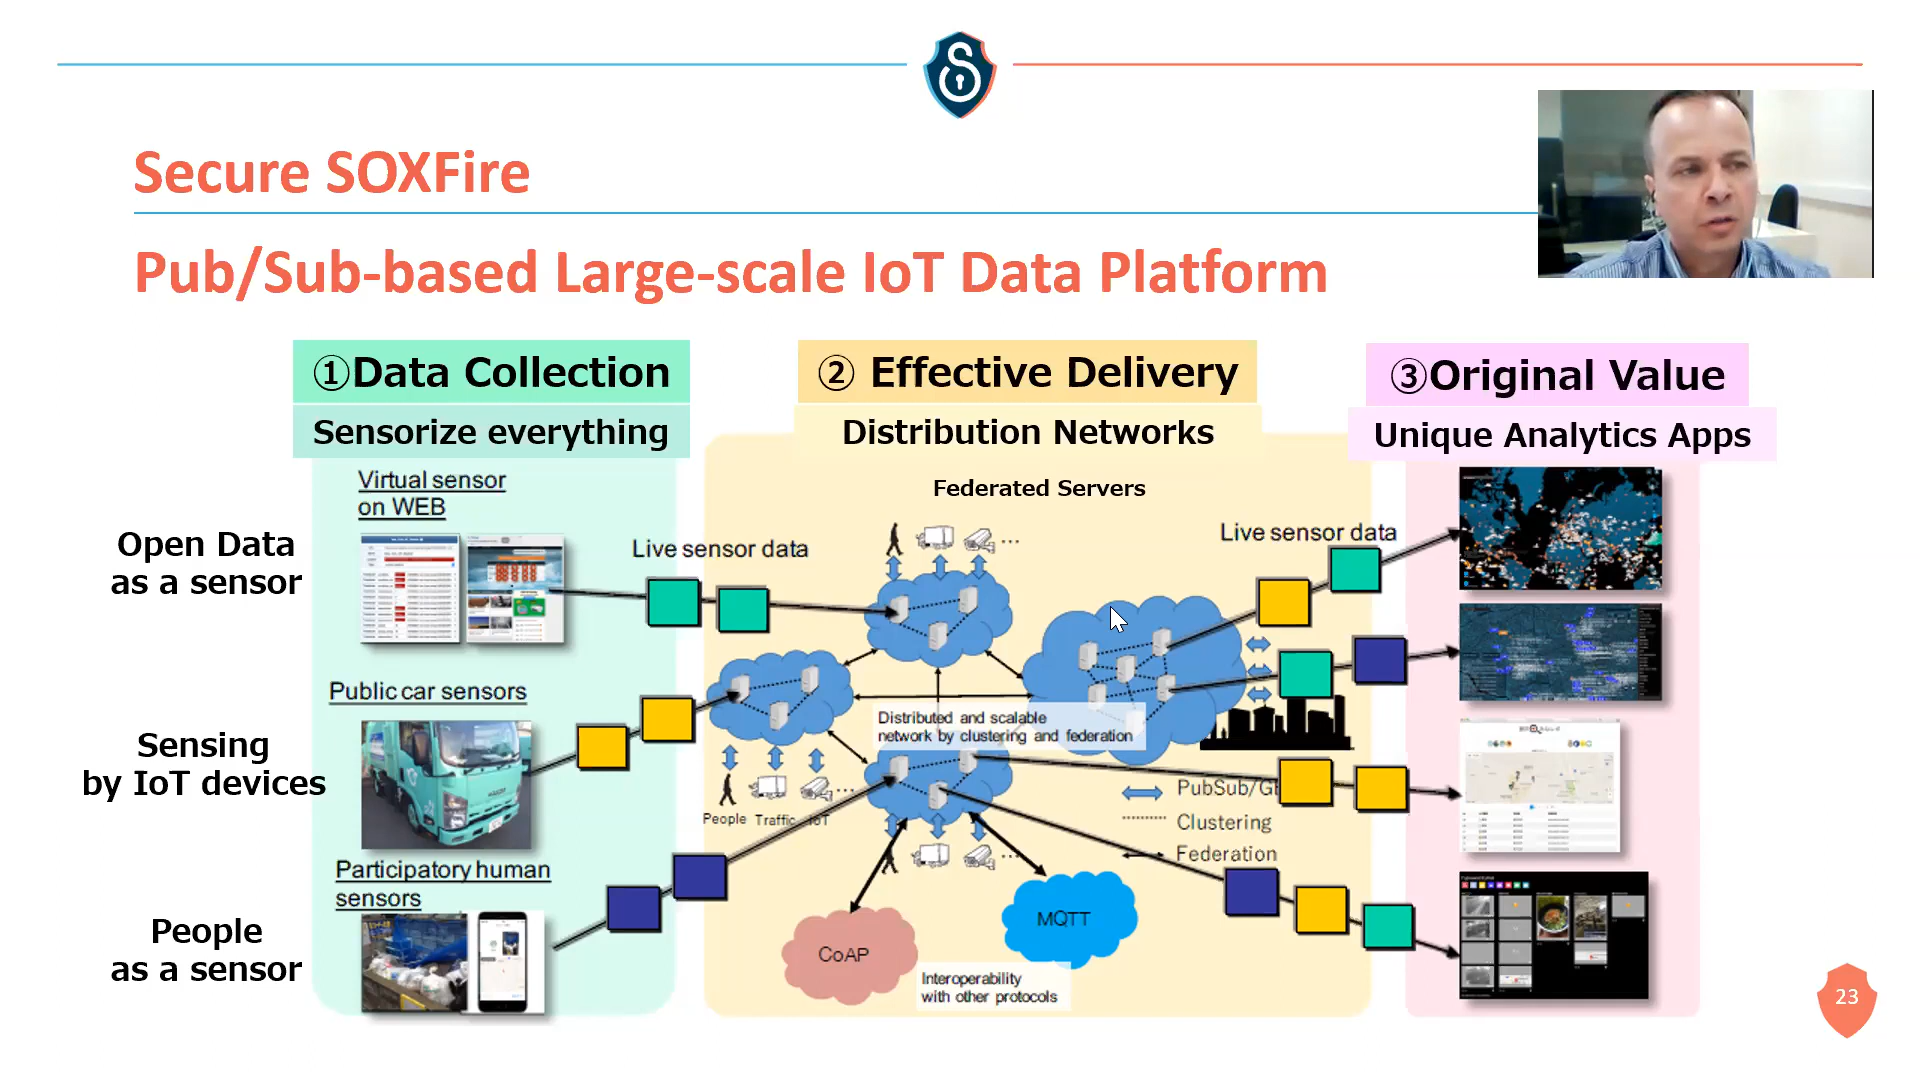 Secure SOXFire
Pub/Sub-based Large-scale IoT Data Platform
①Data Collection
Sensorize everything
② Effective Delivery
Distribution Networks
③Original Value
Unique Analytics Apps
Open Data
as a sensor
Sensing
by IoT devices
People
as a sensor
Virtual sensor
on WEB
Public car sensors
Participatory human
sensors
Live sensor data
Federated Servers
...
Live sensor data
Distributed and scalable
network by clustering and federation
...
People Traffic IoT
...
PubSub/G
Clustering
Federation
CoAP
MQTT
Interoperability
with other protocols
23